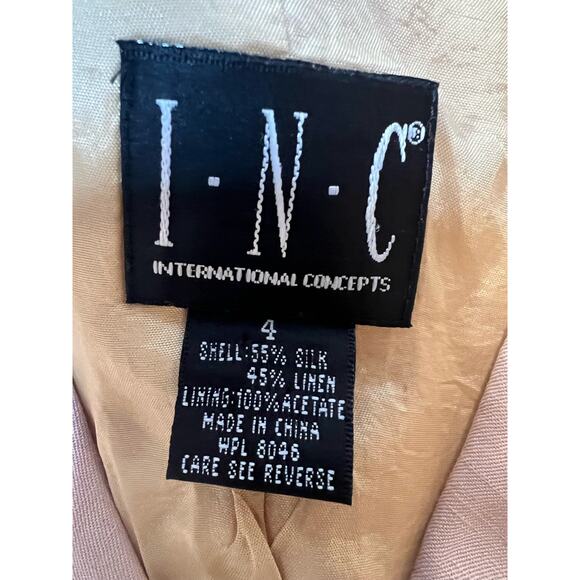 I-N-C®
INTERNATIONAL CONCEPTS
4
SHELL:55% SILK
45% LINEN
LINING:100%ACETATE
MADE IN CHINA
WPL 8046
CARE SEE REVERSE